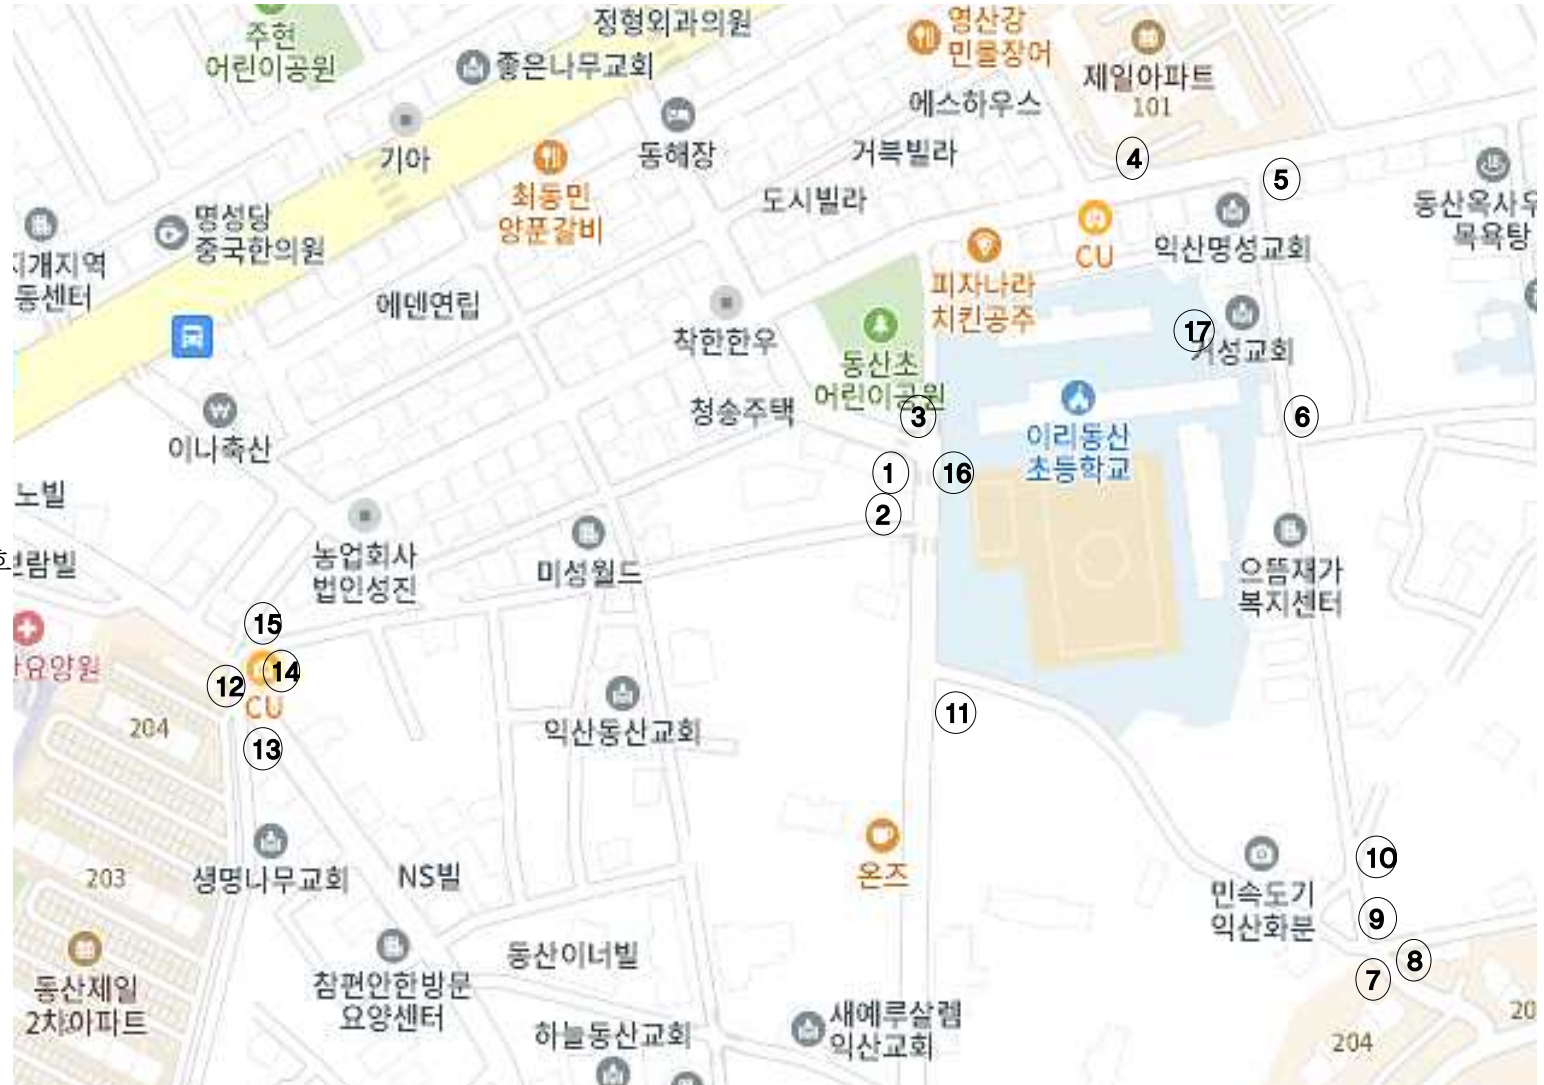 주현
어린이공원
정형외과의원
좋은나무교회
영산강
민물장어
제일아파트
101
에스하우스
기아
동해장
거북빌라
④
⑤
최동민
양푼갈비
도시빌라
동산옥사우
목욕탕
명성당
중국한의원
지개지역
동센터
CU
익산명성교회
피자나라
치킨공주
에덴연립
착한한우
⑰
거성교회
동산초
어린이공원
청송주택
③
⑥
이나축산
이리동산
초등학교
①
⑯
②
노빌
보람빌
농업회사
법인성진
미성월드
으뜸재가
복지센터
⑮
요양원
⑭
⑫
CU
204
⑬
익산동산교회
⑪
온즈
⑩
203
생명나무교회
NS빌
민속도기
익산화분
⑨
⑧
⑦
동산이너빌
동산제일
2차아파트
참편안한방문
요양센터
하늘동산교회
새예루살렘
익산교회
204
20